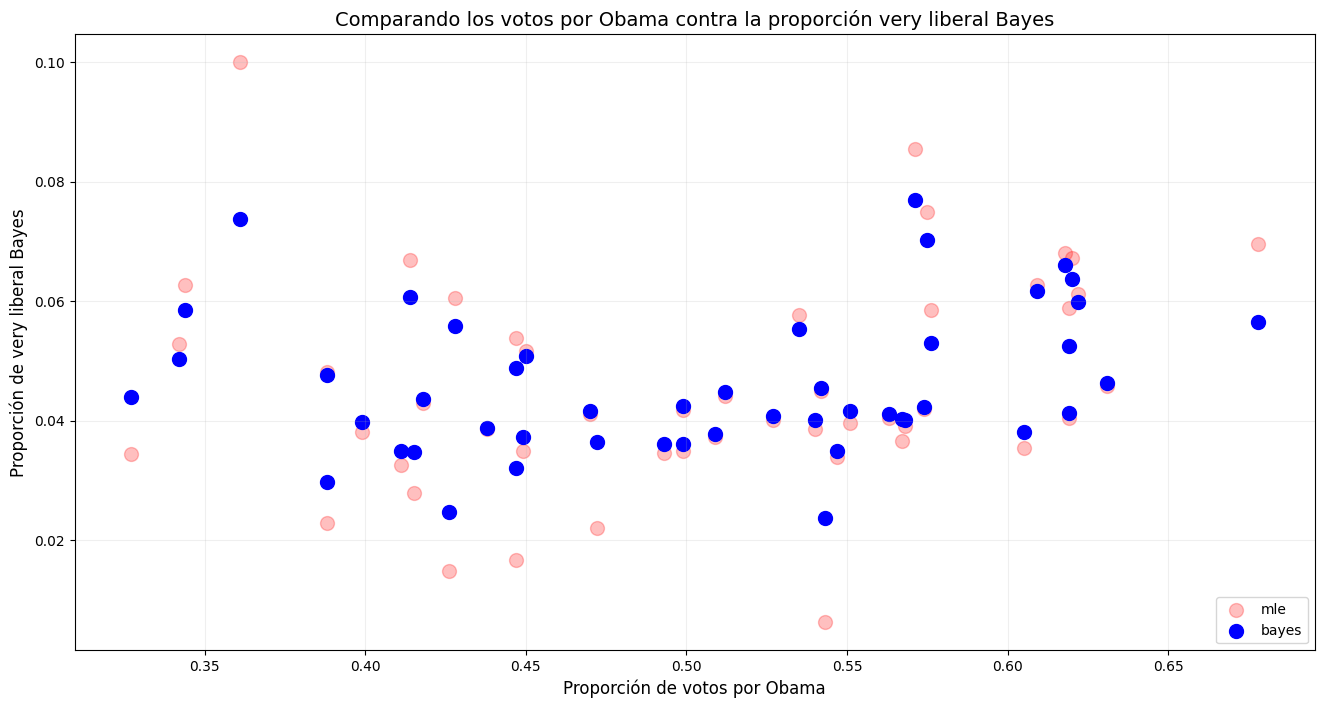 Comparando los votos por Obama contra la proporción very liberal Bayes
Proporción de very liberal Bayes
0.10
0.08
0.06
0.04
0.02
mle
bayes
0.35
0.40
0.45
0.50
0.55
0.60
0.65
Proporción de votos por Obama